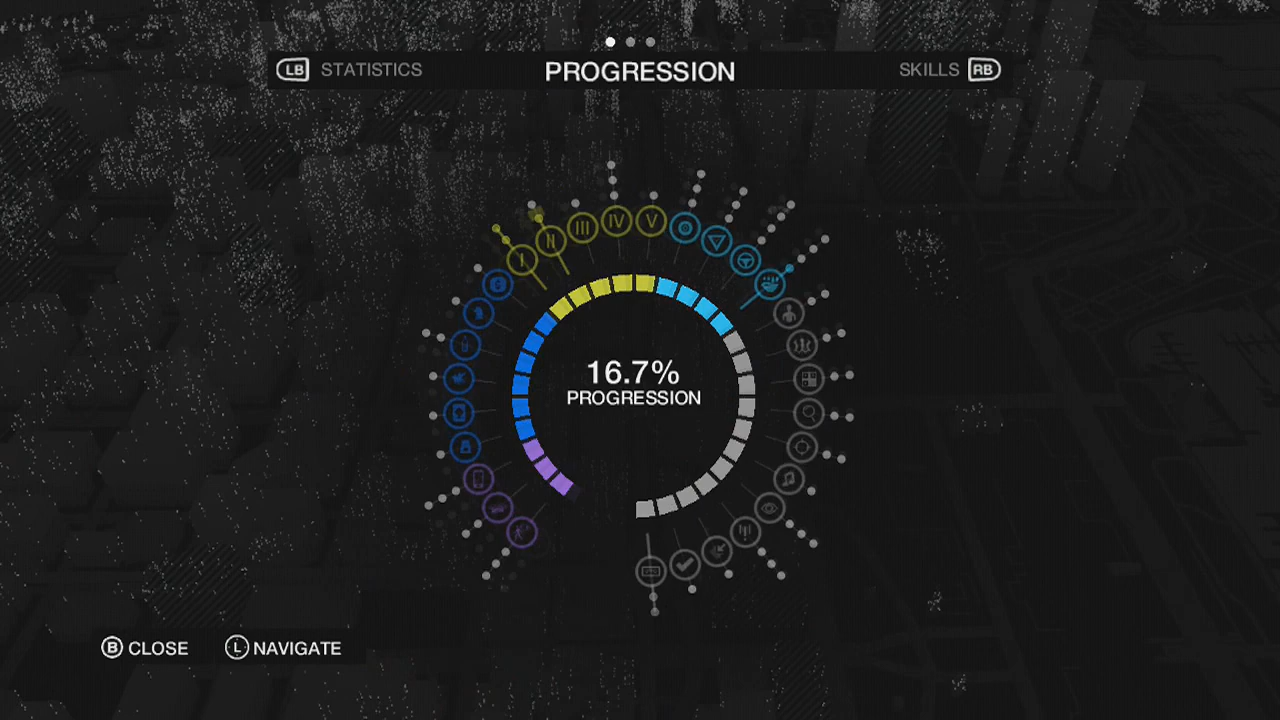 LB STATISTICS
PROGRESSION
SKILLS RB
I II III IV V
16.7%
PROGRESSION
B CLOSE
L NAVIGATE